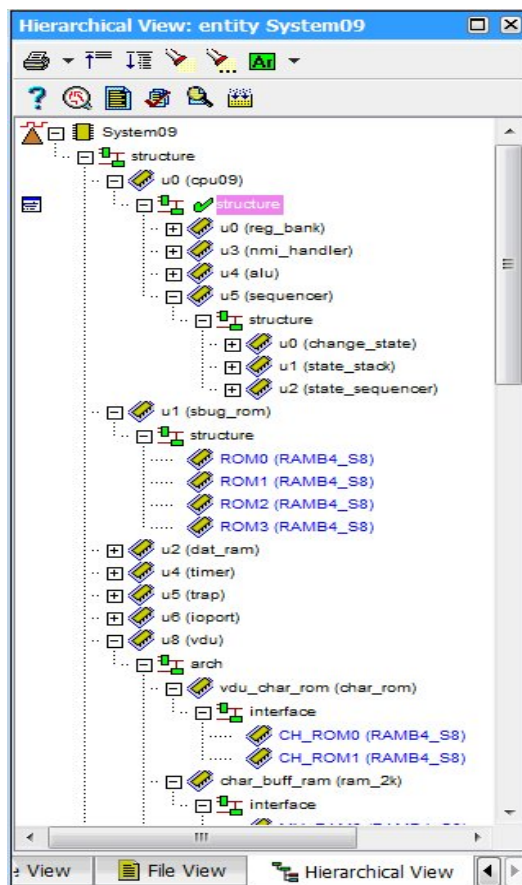 Hierarchical View: entity System09
Ar
?
System09
structure
u0 (cpu09)
structure
u0 (reg_bank)
u3 (nmi_handler)
u4 (alu)
u5 (sequencer)
structure
u0 (change_state)
u1 (state_stack)
u2 (state_sequencer)
u1 (sbug_rom)
structure
ROM0 (RAMB4_S8)
ROM1 (RAMB4_S8)
ROM2 (RAMB4_S8)
ROM3 (RAMB4_S8)
u2 (dat_ram)
u4 (timer)
u5 (trap)
u6 (ioport)
u8 (vdu)
arch
vdu_char_rom (char_rom)
interface
CH_ROM0 (RAMB4_S8)
CH_ROM1 (RAMB4_S8)
char_buff_ram (ram_2k)
interface
e View File View Hierarchical View